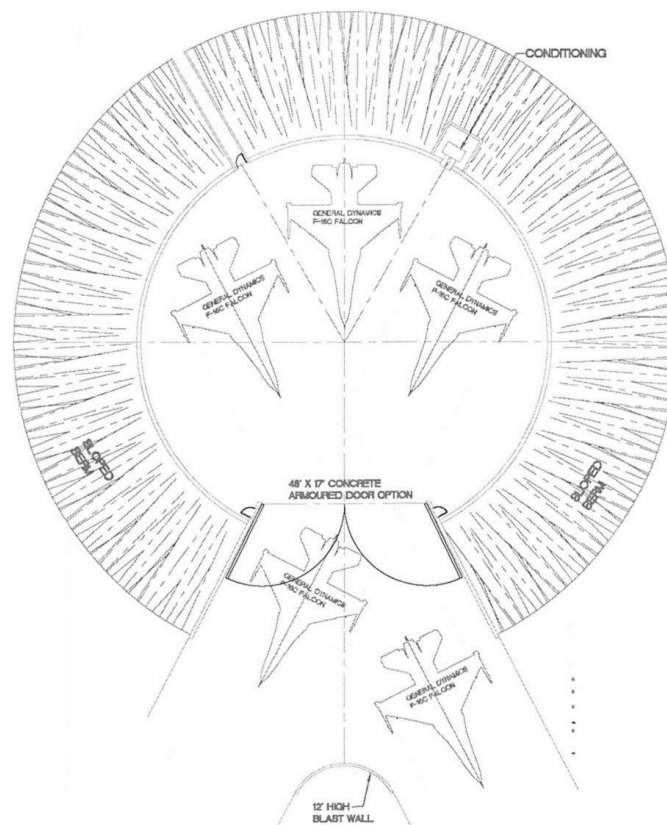 CONDITIONING
GENERAL DYNAMICS
F-16C FALCON
GENERAL DYNAMICS
F-16C FALCON
GENERAL DYNAMICS
F-16C FALCON
SLOPED
BERM
SLOPED
BERM
48' X 17' CONCRETE
ARMOURED DOOR OPTION
GENERAL DYNAMICS
F-16C FALCON
GENERAL DYNAMICS
F-16C FALCON
12' HIGH
BLAST WALL